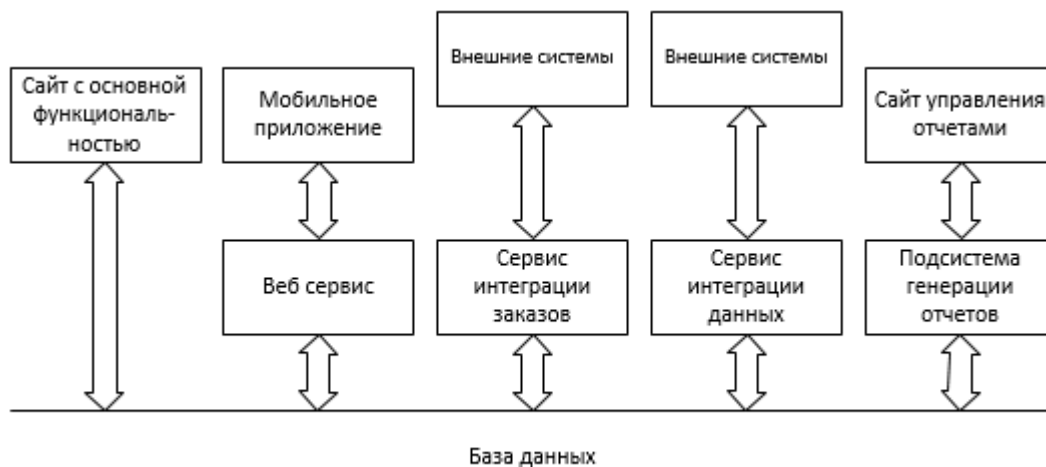 Сайт с основной
функциональ-
ностью
Мобильное
приложение
Внешние системы
Внешние системы
Сайт управления
отчетами
Веб сервис
Сервис
интеграции
заказов
Сервис
интеграции
данных
Подсистема
генерации
отчетов
База данных